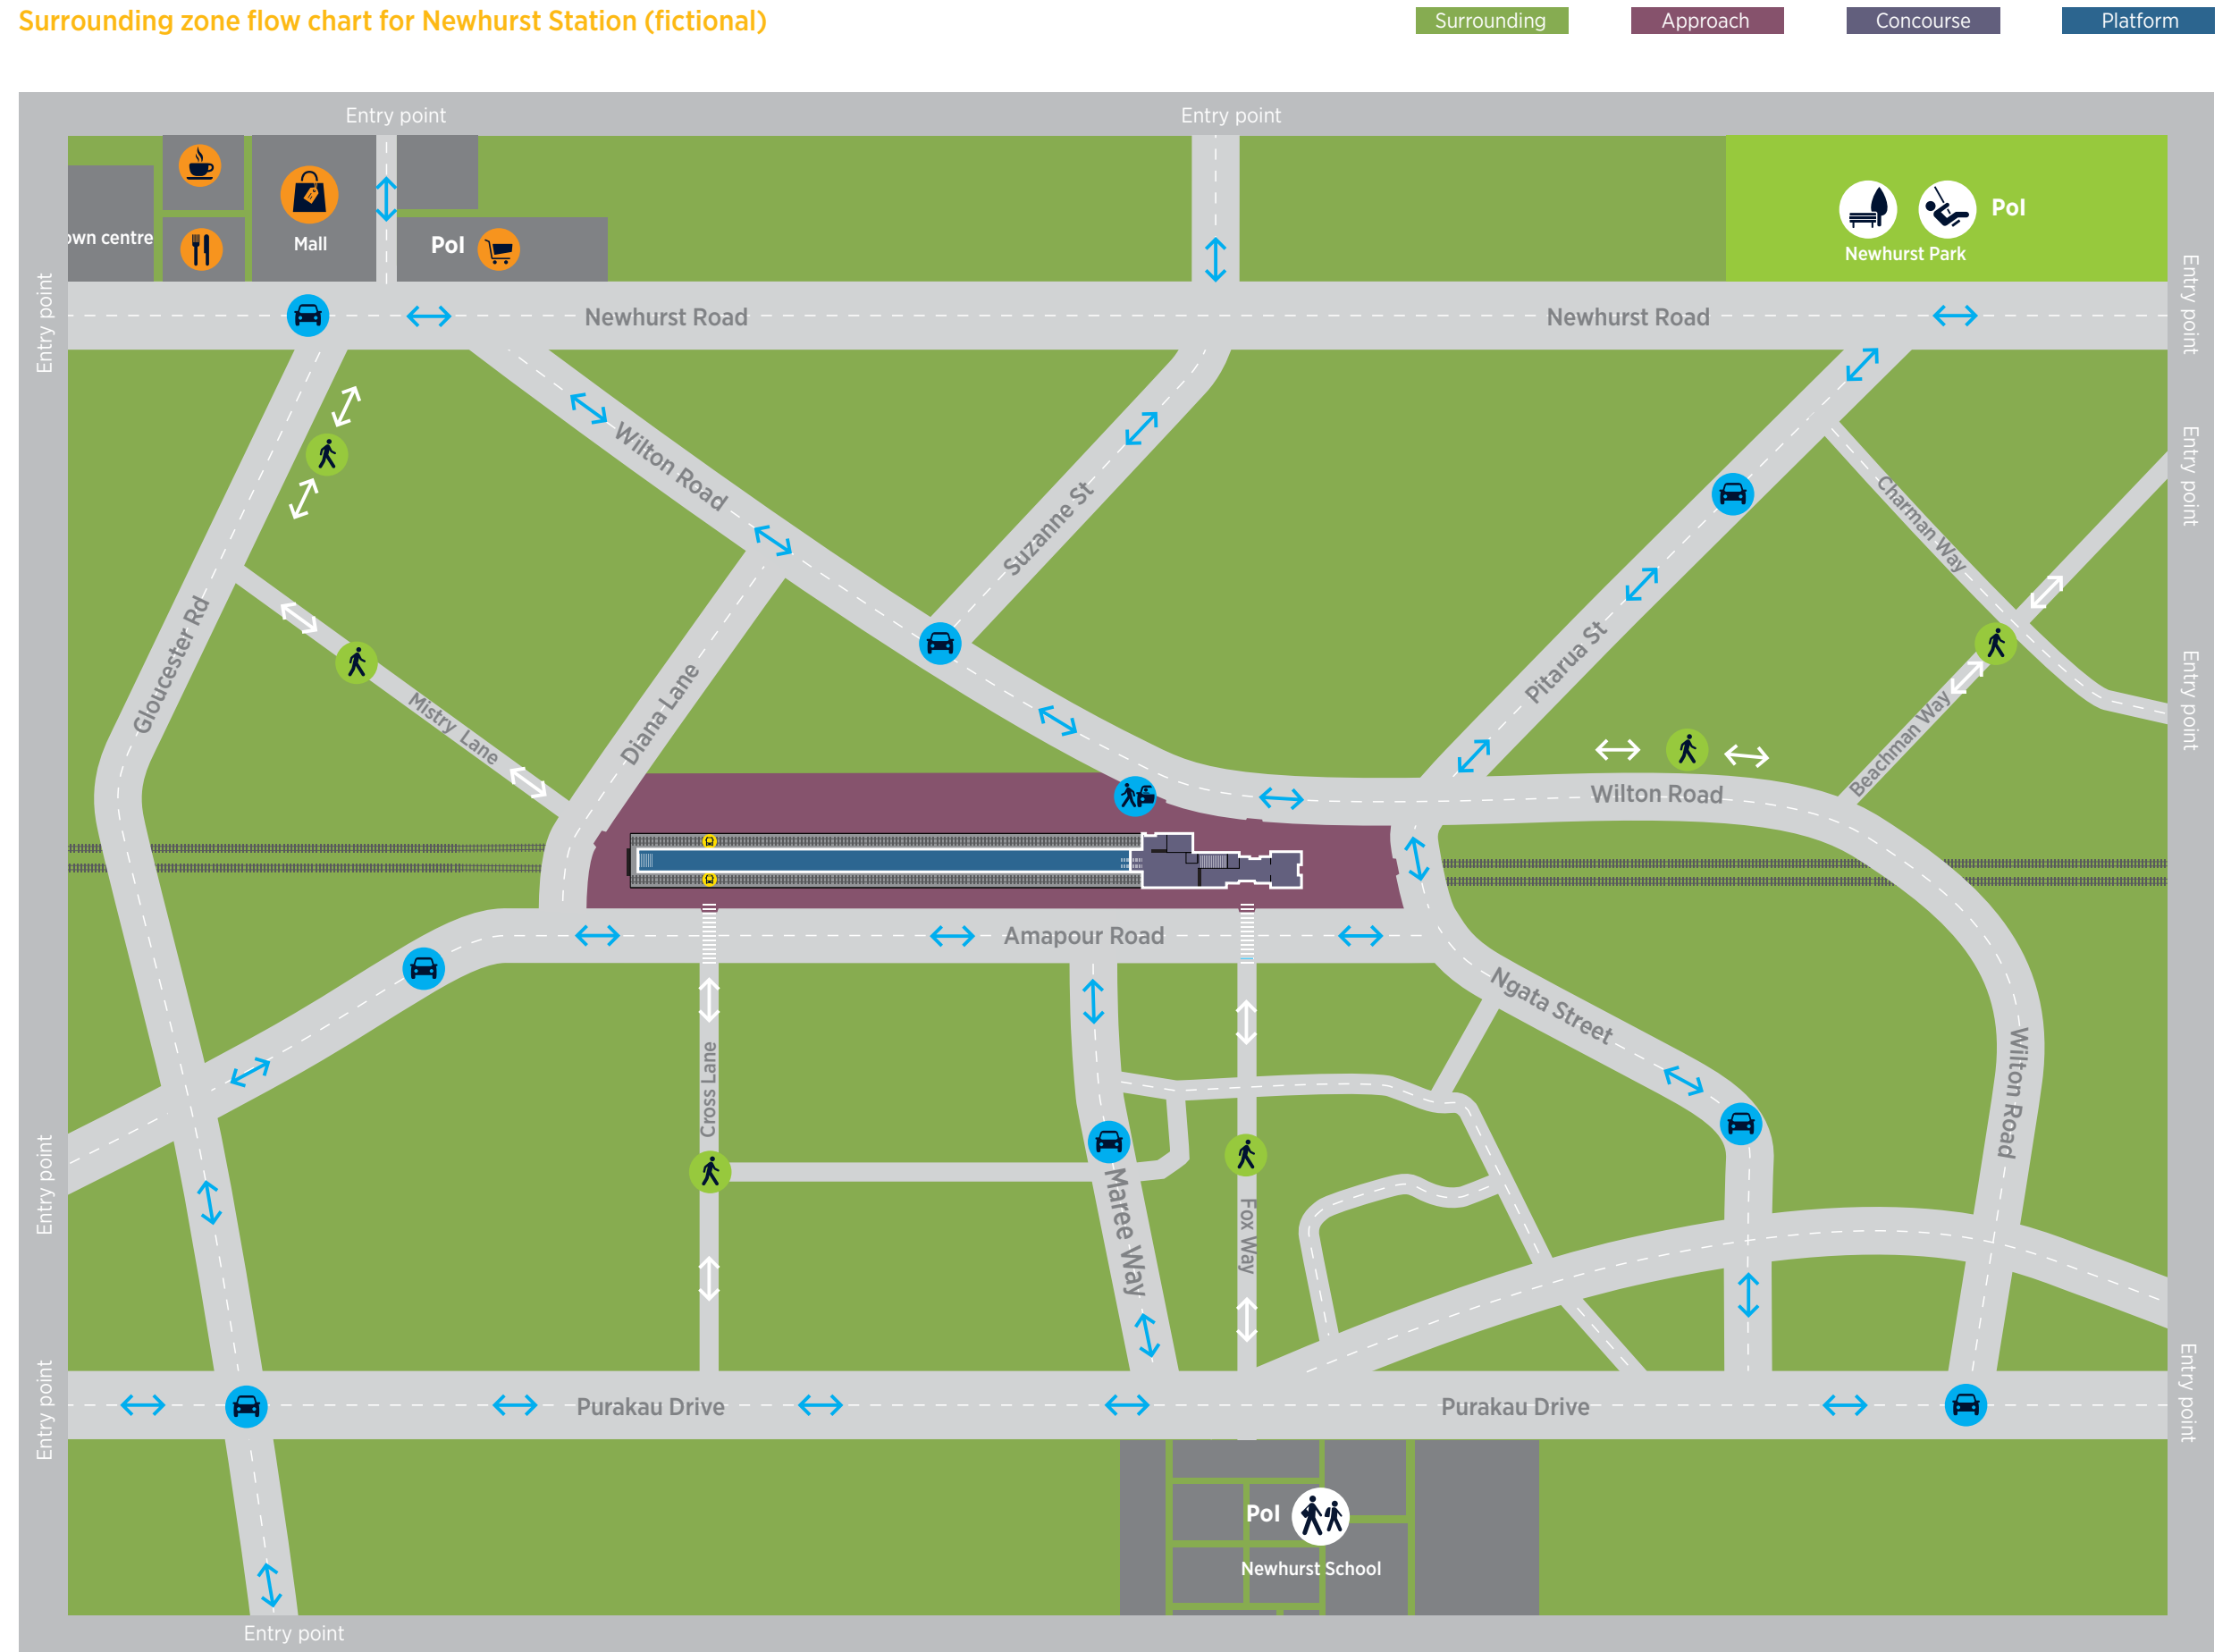 Surrounding zone flow chart for Newhurst Station (fictional)
Surrounding
Approach
Concourse
Platform
Entry point
Entry point
own centre
Mall
PoI
PoI
Newhurst Park
Entry point
Entry point
Newhurst Road
Newhurst Road
Wilton Road
Suzanne St
Charman Way
Entry point
Gloucester Rd
Mistry Lane
Diana Lane
Pitarua St
Beachman Way
Entry point
Wilton Road
Amapour Road
Ngata Street
Cross Lane
Wilton Road
Maree Way
Fox Way
Entry point
Entry point
Entry point
Purakau Drive
Purakau Drive
PoI
Newhurst School
Entry point